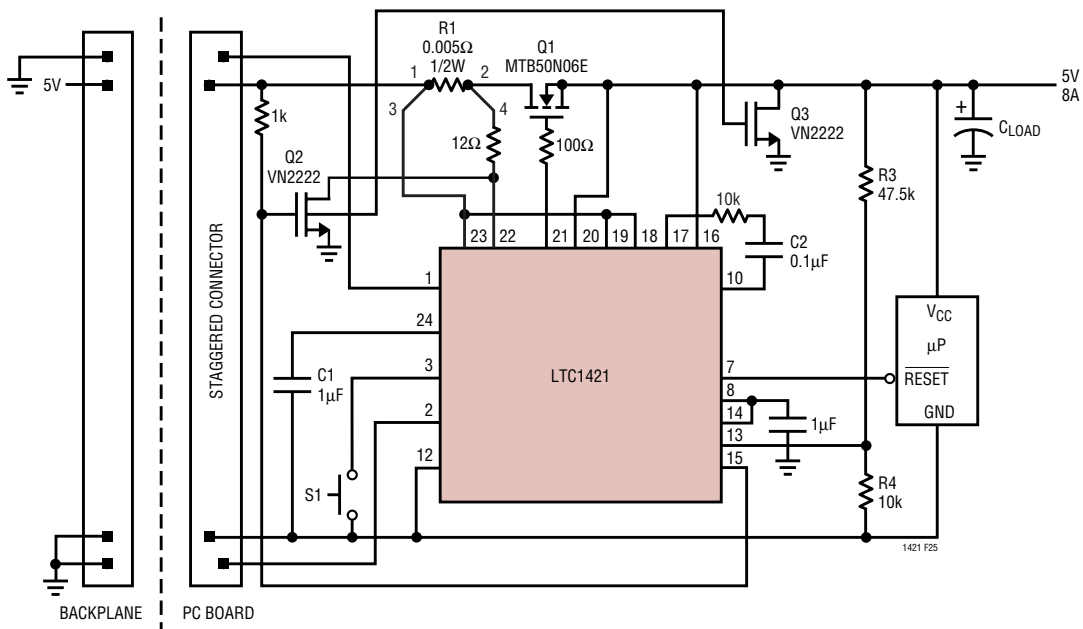 R1
0.005Ω
1/2W
Q1
MTB50N06E
1
2
3
4
5V
1k
12Ω
100Ω
Q2
VN2222
Q3
VN2222
5V
8A
+
CLOAD
R3
47.5k
10k
C2
0.1µF
23
22
21
20
19
18
17
16
1
10
24
3
2
12
7
8
14
13
15
LTC1421
C1
1µF
S1
1µF
VCC
µP
RESET
GND
R4
10k
STAGGERED CONNECTOR
1421 F25
BACKPLANE
PC BOARD